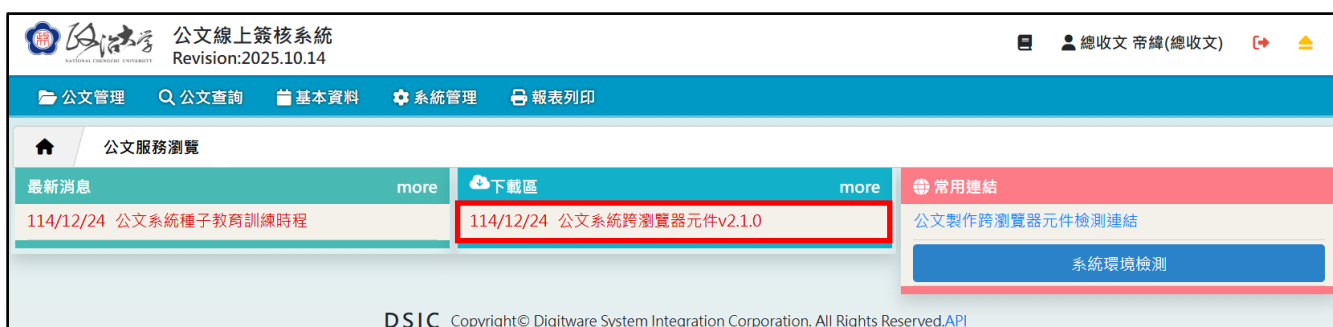 政治大學
NATIONAL CHENGCHI UNIVERSITY
公文線上簽核系統
Revision:2025.10.14
總收文 帝緯(總收文)
公文管理 公文查詢 基本資料 系統管理 報表列印
公文服務瀏覽
最新消息 more
114/12/24 公文系統種子教育訓練時程
下載區 more
114/12/24 公文系統跨瀏覽器元件v2.1.0
常用連結
公文製作跨瀏覽器元件檢測連結
系統環境檢測
DSIC Copyright© Digitware System Integration Corporation. All Rights Reserved.API